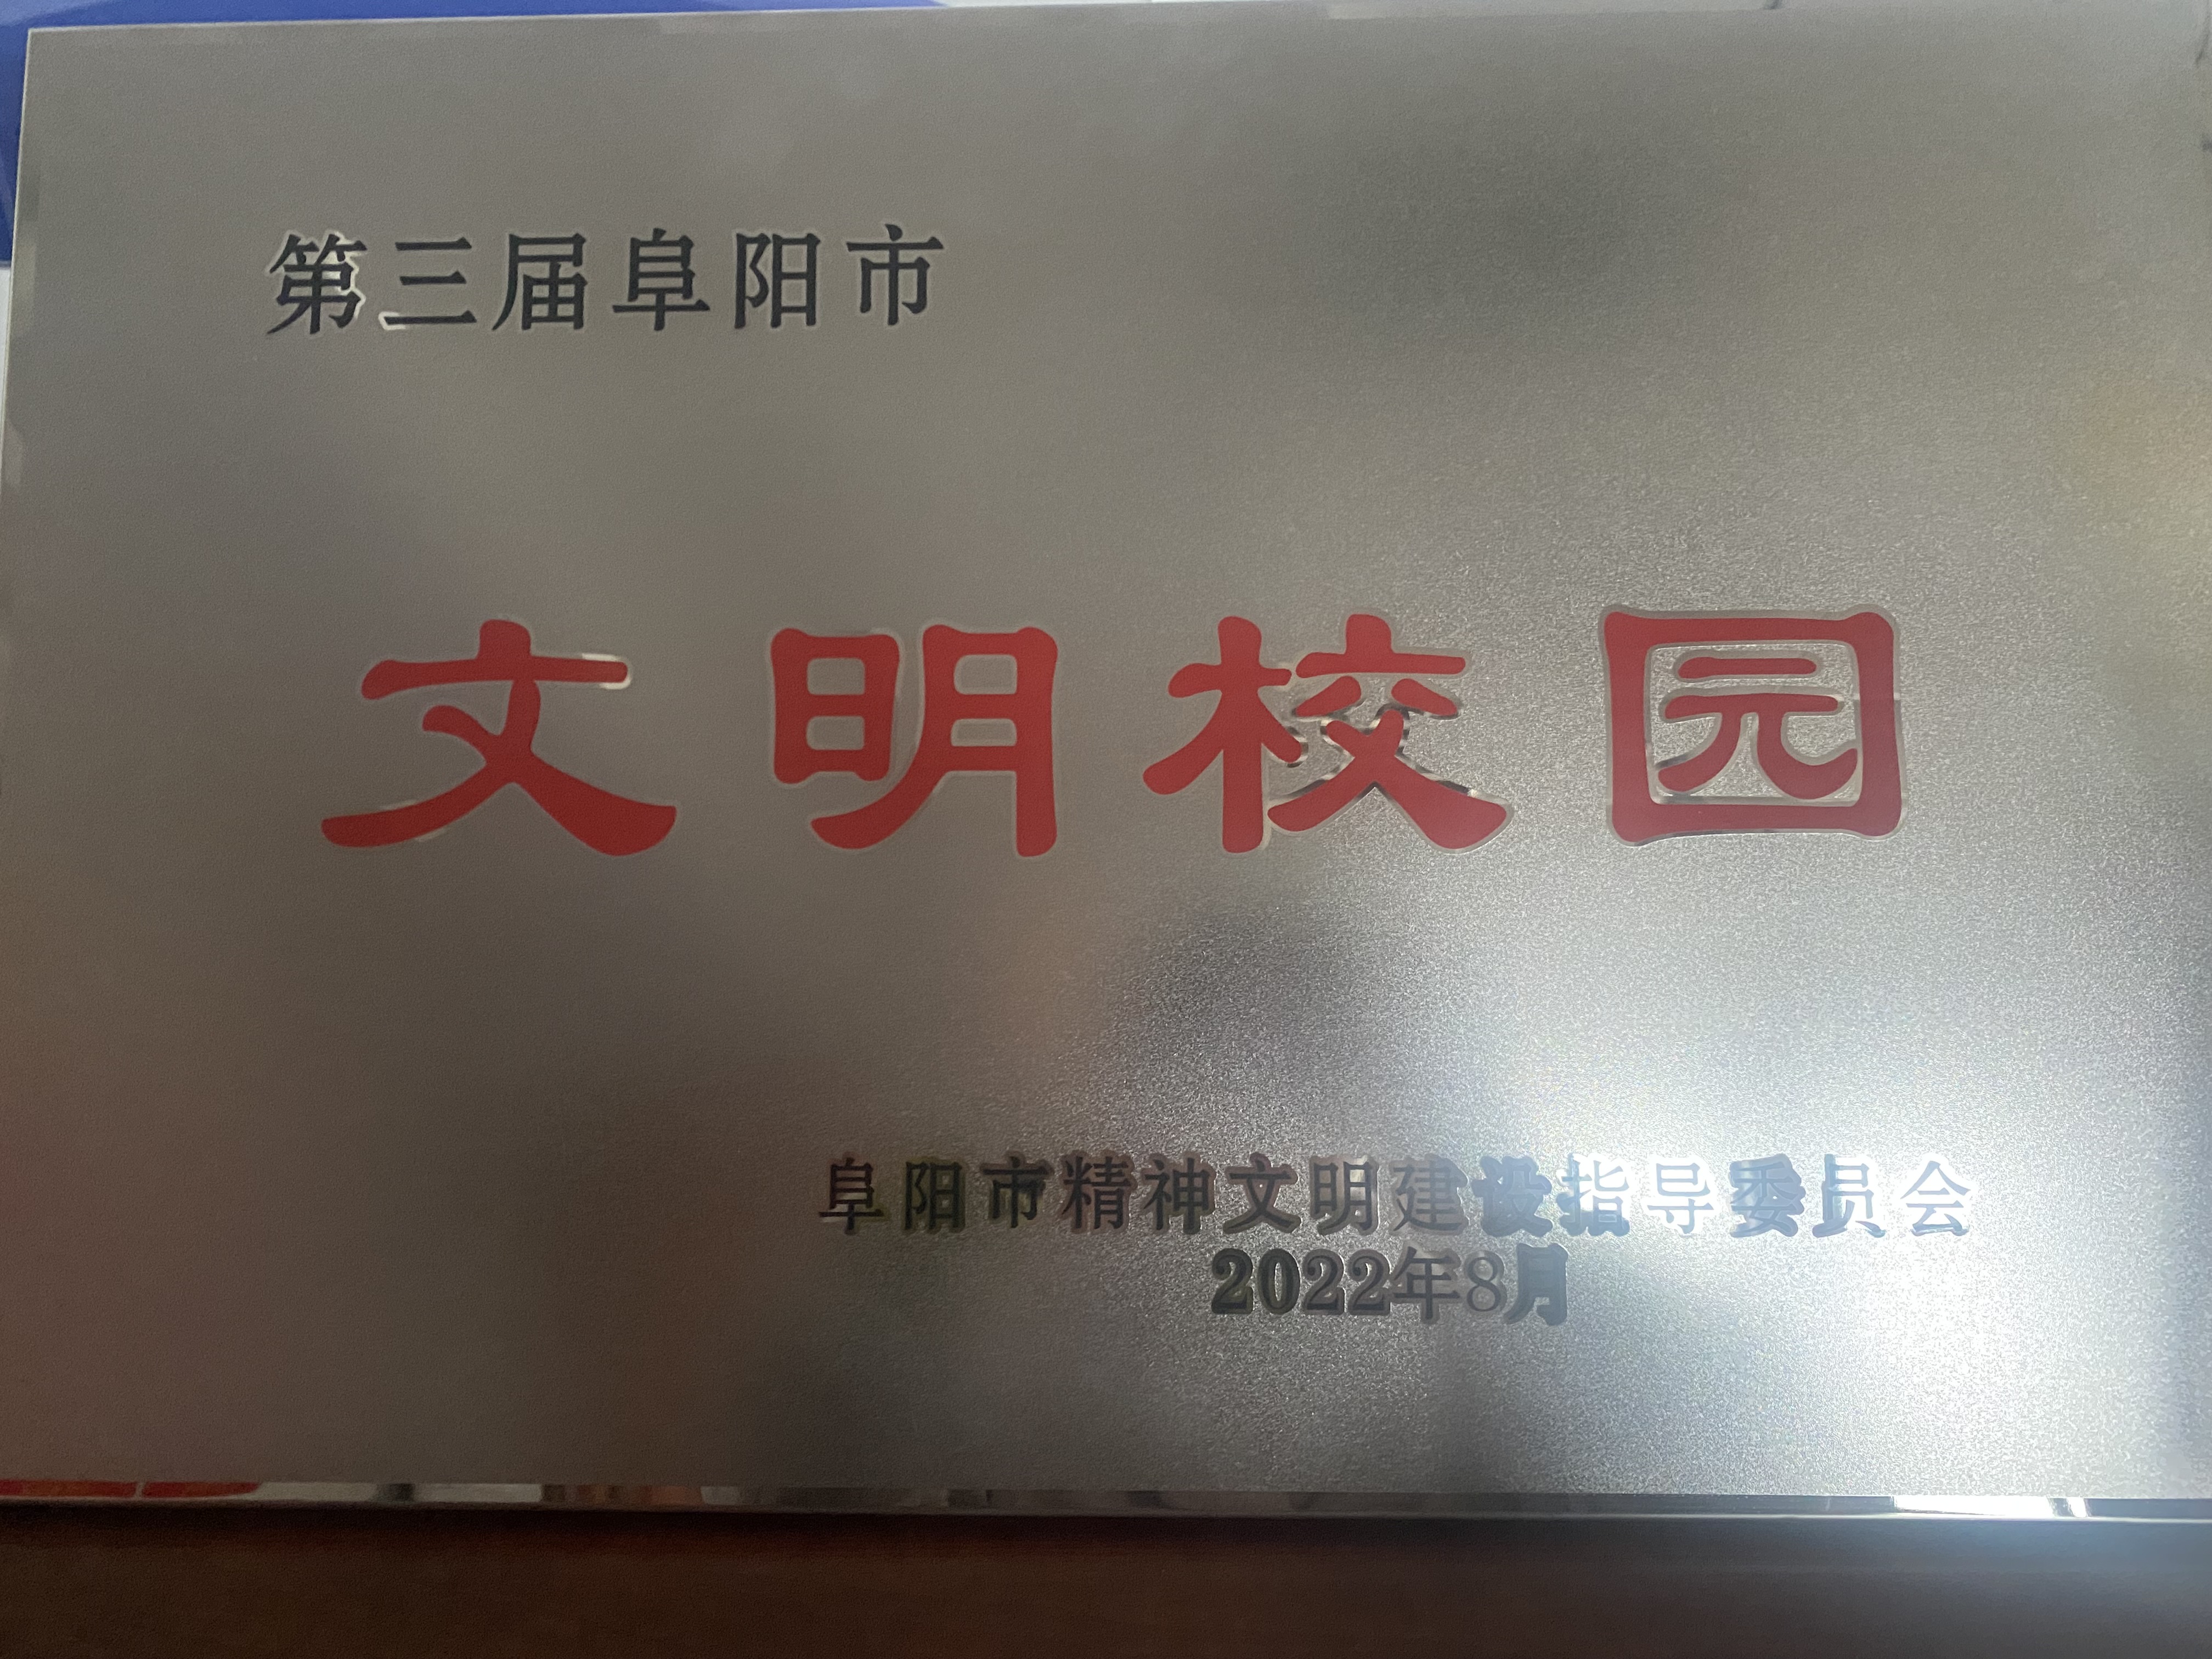 第三届阜阳市
文明校园
阜阳市精神文明建设指导委员会
2022年8月